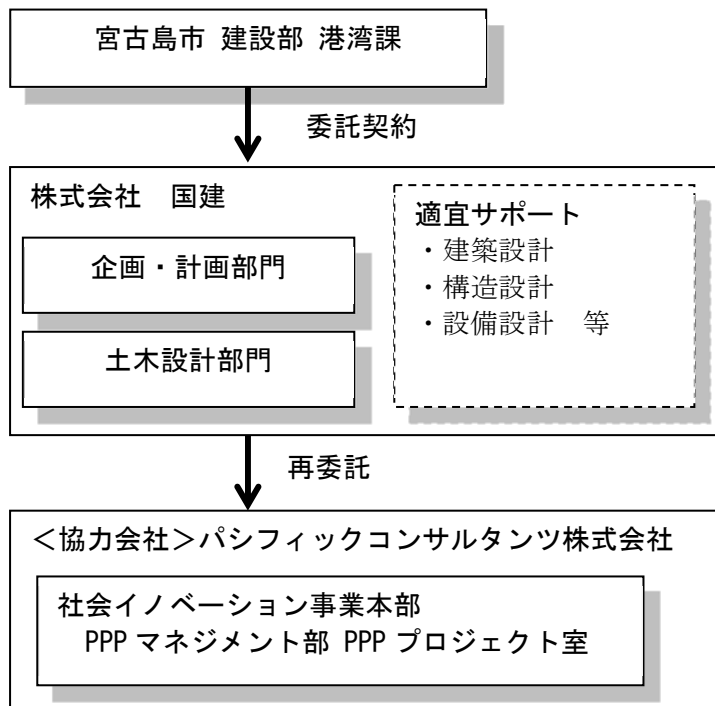 宮古島市 建設部 港湾課
委託契約
株式会社　国建
企画・計画部門
土木設計部門
適宜サポート
・建築設計
・構造設計
・設備設計　等
再委託
＜協力会社＞パシフィックコンサルタンツ株式会社
社会イノベーション事業本部
PPP マネジメント部 PPP プロジェクト室